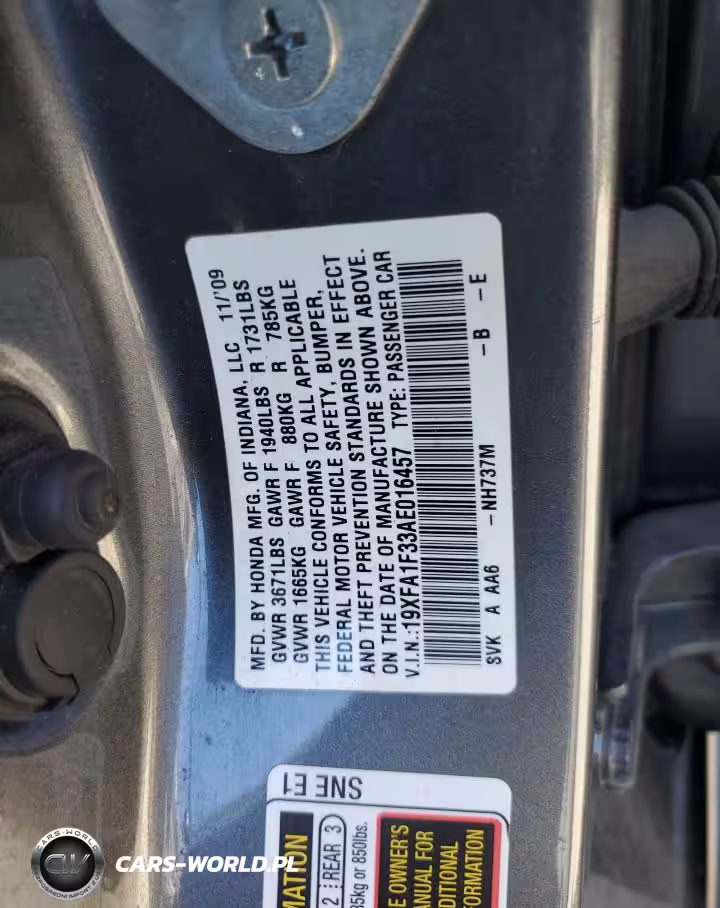 MFD. BY HONDA MFG. OF INDIANA, LLC 11/'09
GVWR 3671LBS GAWR F 1940LBS R 1731LBS
GVWR 1665KG GAWR F 880KG R 785KG
THIS VEHICLE CONFORMS TO ALL APPLICABLE
FEDERAL MOTOR VEHICLE SAFETY, BUMPER,
AND THEFT PREVENTION STANDARDS IN EFFECT
ON THE DATE OF MANUFACTURE SHOWN ABOVE.
V.I.N.:19XFA1F33AE016457 TYPE: PASSENGER CAR
SVK A AA6 -NH737M -B -E
SNE E1
MATION
2 REAR 3
35kg or 850lbs.
E OWNER'S
ANUAL FOR
DITIONAL
FORMATION
CARS-WORLD
CARS-WORLD.PL